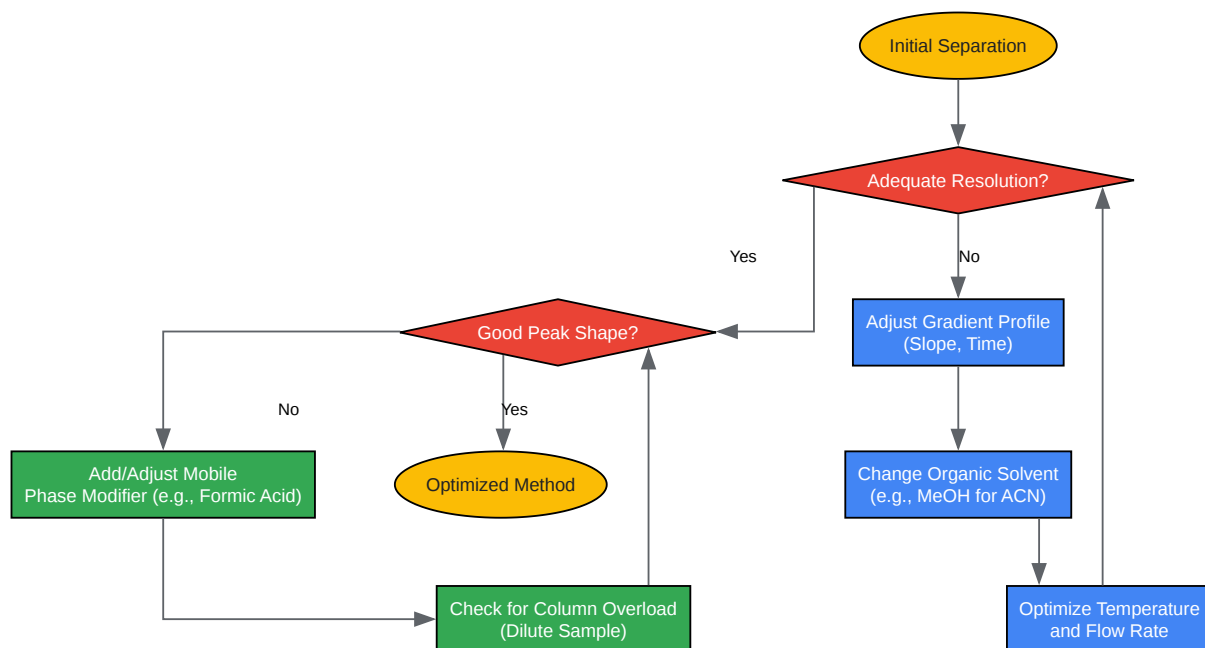 Initial Separation
Adequate Resolution?
Yes
No
Good Peak Shape?
Adjust Gradient Profile
(Slope, Time)
No
Yes
Add/Adjust Mobile
Phase Modifier (e.g., Formic Acid)
Optimized Method
Change Organic Solvent
(e.g., MeOH for ACN)
Check for Column Overload
(Dilute Sample)
Optimize Temperature
and Flow Rate